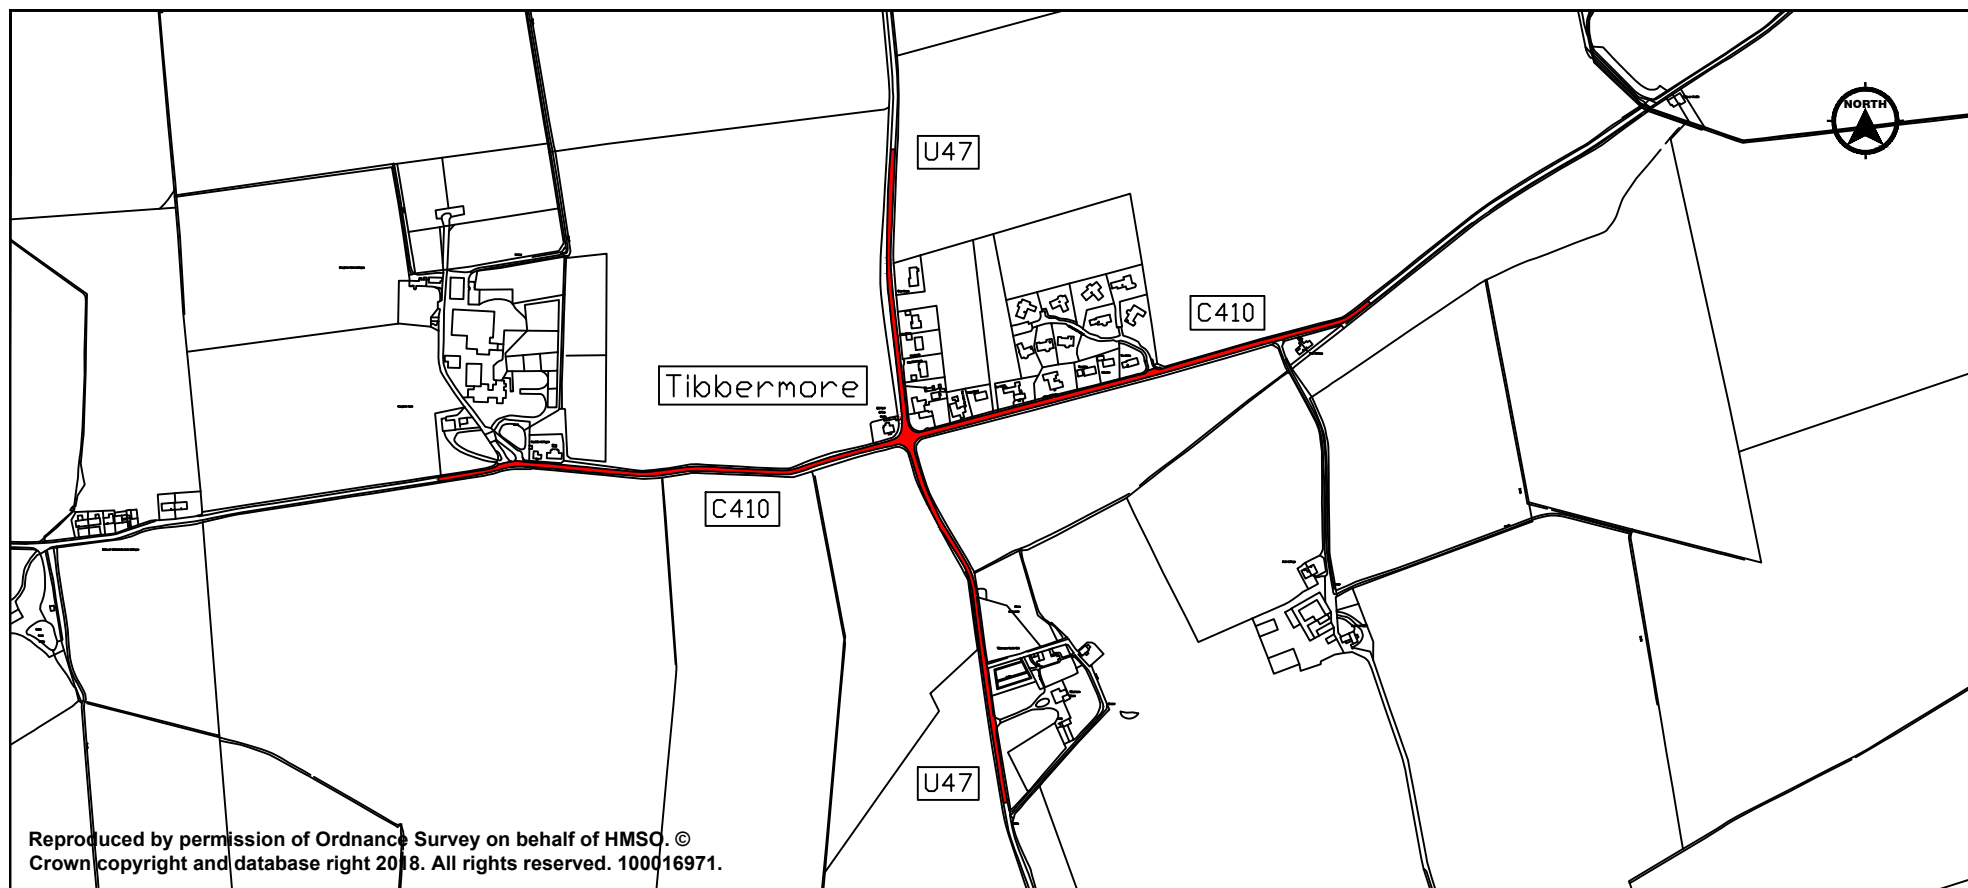 U47
NORTH
C410
Tibbermore
C410
U47
Reproduced by permission of Ordnance Survey on behalf of HMSO. ©
Crown copyright and database right 2018. All rights reserved. 100016971.